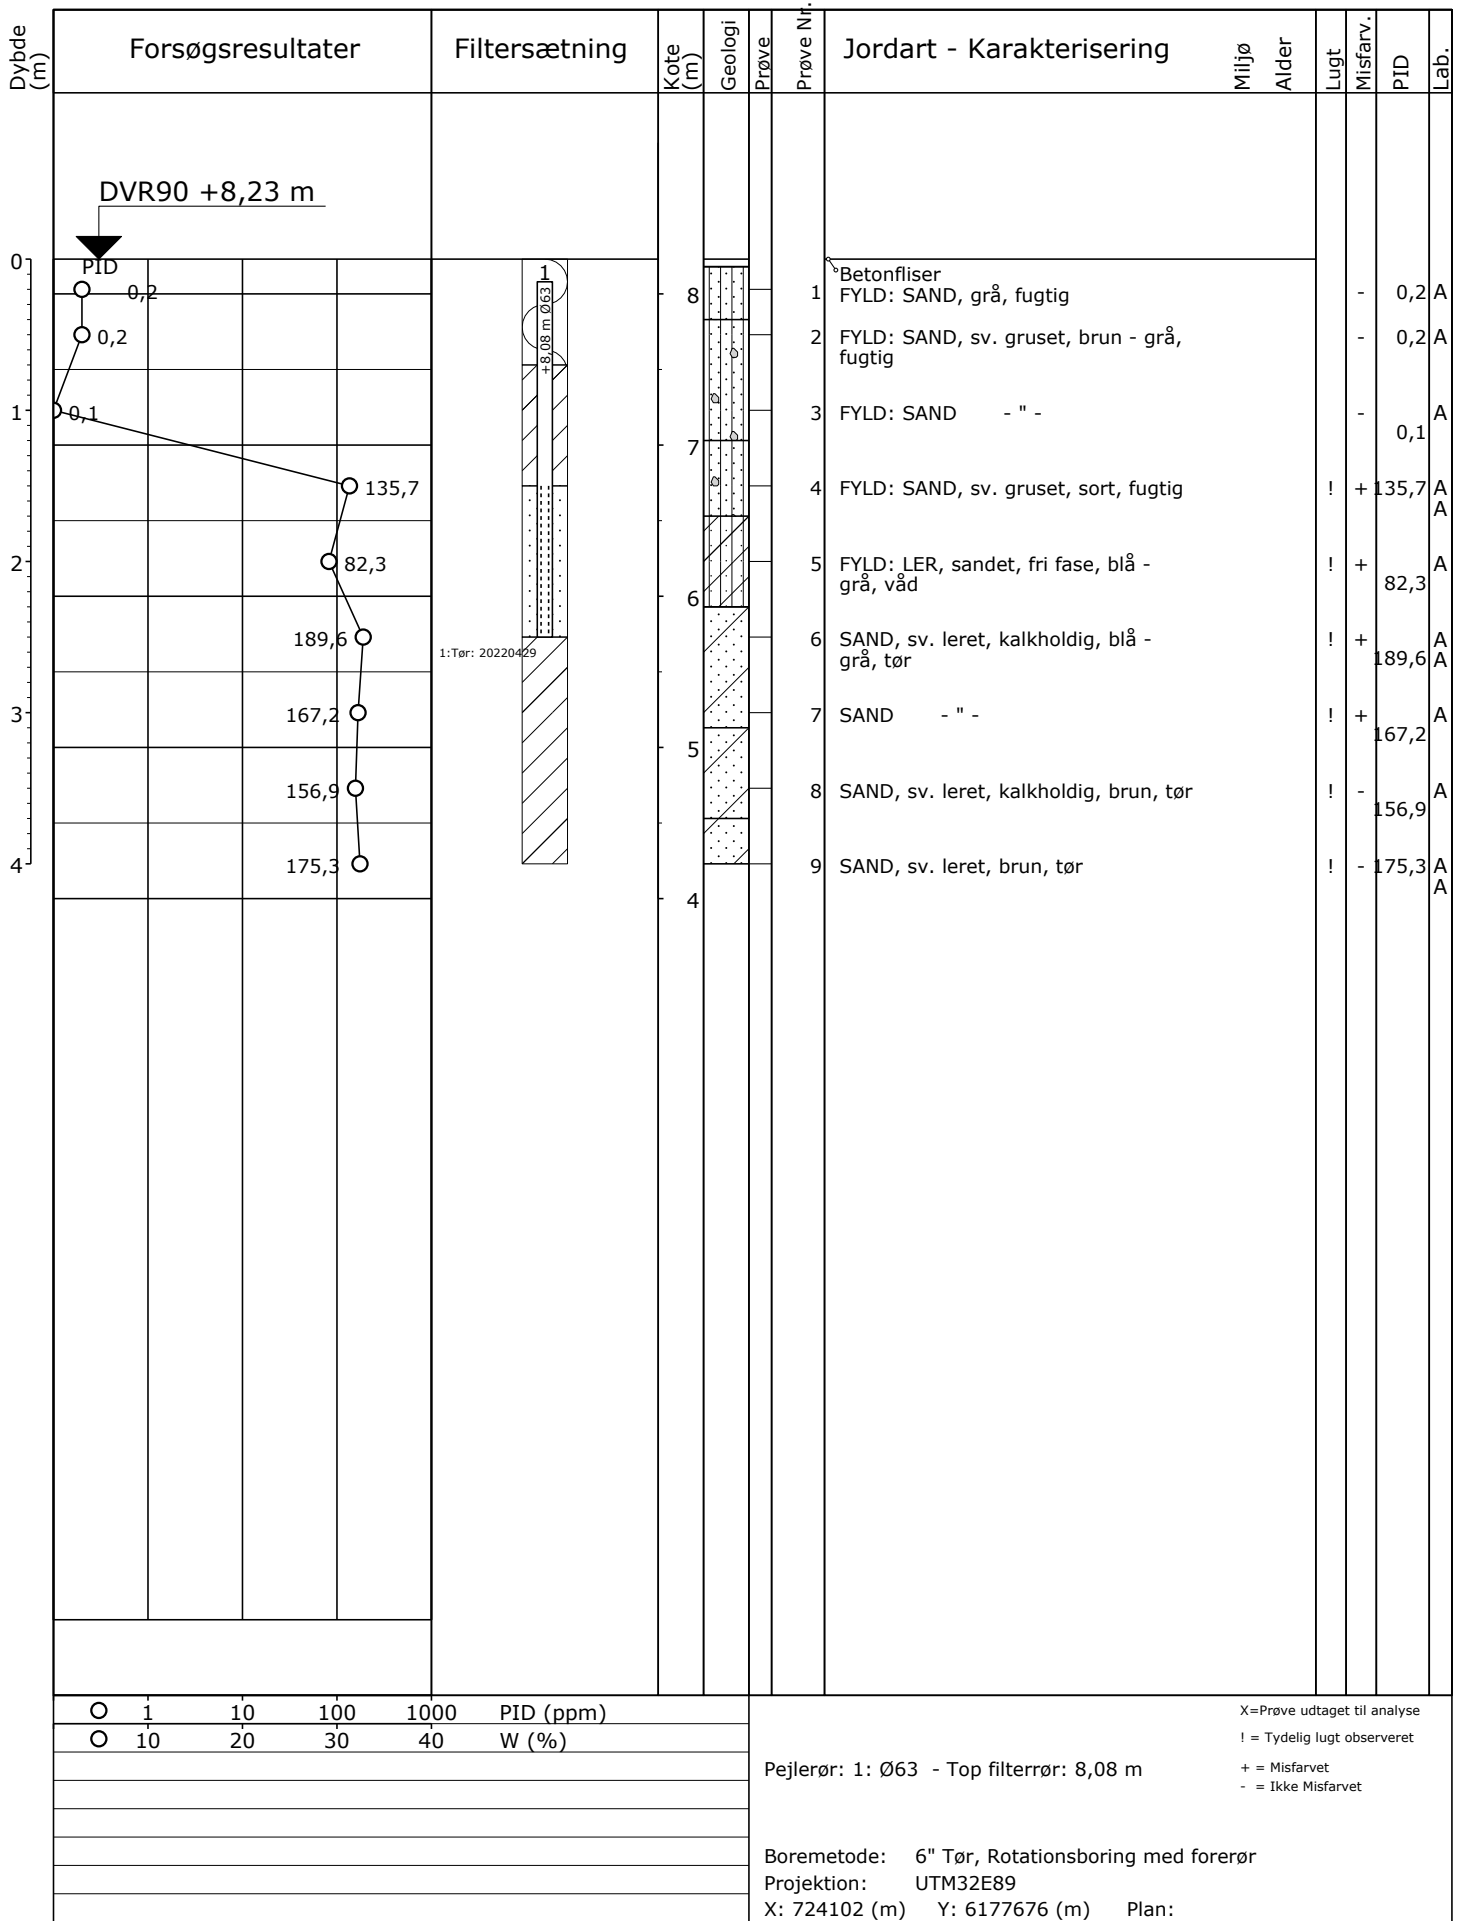 Dybde (m)
Forsøgsresultater
Filtersætning
Kote (m)
Geologi
Prøve
Prøve Nr.
Jordart - Karakterisering
Miljø
Alder
Lugt
Misfarv.
PID
Lab.
DVR90 +8,23 m
0
PID
1
Betonfliser
0,2
+8,08 m Ø63
8
1 FYLD: SAND, grå, fugtig - 0,2 A
0,2
2 FYLD: SAND, sv. gruset, brun - grå, - 0,2 A
fugtig
1
0,1
3 FYLD: SAND - " - - A
0,1
7
135,7
4 FYLD: SAND, sv. gruset, sort, fugtig ! + 135,7 A
A
2
82,3
5 FYLD: LER, sandet, fri fase, blå - ! + A
grå, våd 82,3
6
189,6
1:Tør: 20220429
6 SAND, sv. leret, kalkholdig, blå - ! + A
grå, tør 189,6 A
3
167,2
7 SAND - " - ! + A
167,2
5
156,9
8 SAND, sv. leret, kalkholdig, brun, tør ! - A
156,9
4
175,3
9 SAND, sv. leret, brun, tør ! - 175,3 A
A
4
1 10 100 1000 PID (ppm)
10 20 30 40 W (%)
X=Prøve udtaget til analyse
! = Tydelig lugt observeret
Pejlerør: 1: Ø63 - Top filterrør: 8,08 m
+ = Misfarvet
- = Ikke Misfarvet
Boremetode: 6" Tør, Rotationsboring med forerør
Projektion: UTM32E89
X: 724102 (m) Y: 6177676 (m) Plan: